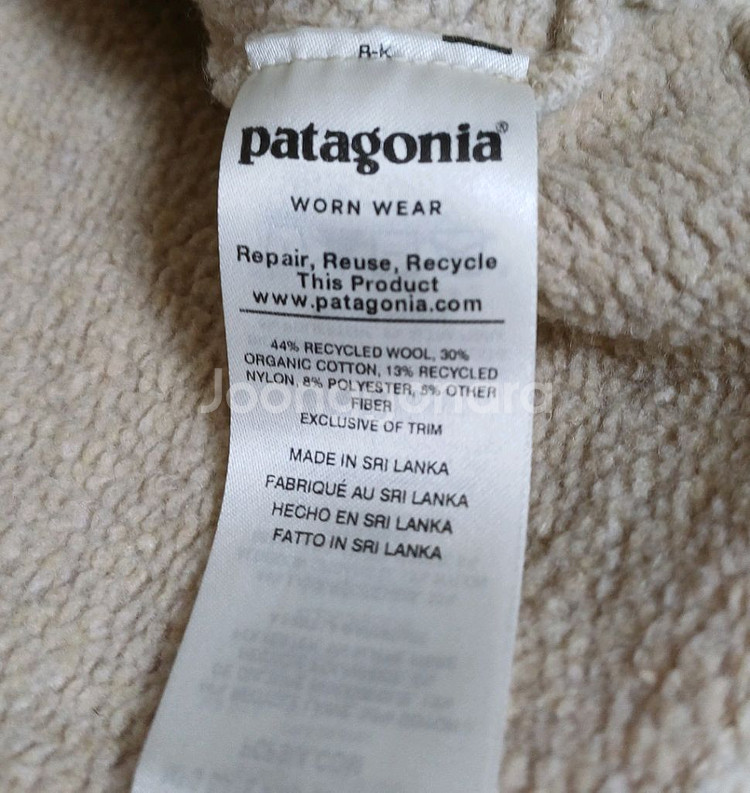 R-K
patagonia®
WORN WEAR
Repair, Reuse, Recycle
This Product
www.patagonia.com
44% RECYCLED WOOL, 30%
ORGANIC COTTON, 13% RECYCLED
NYLON, 8% POLYESTER, 5% OTHER
FIBER
EXCLUSIVE OF TRIM
MADE IN SRI LANKA
FABRIQUÉ AU SRI LANKA
HECHO EN SRI LANKA
FATTO IN SRI LANKA
Joonggonara